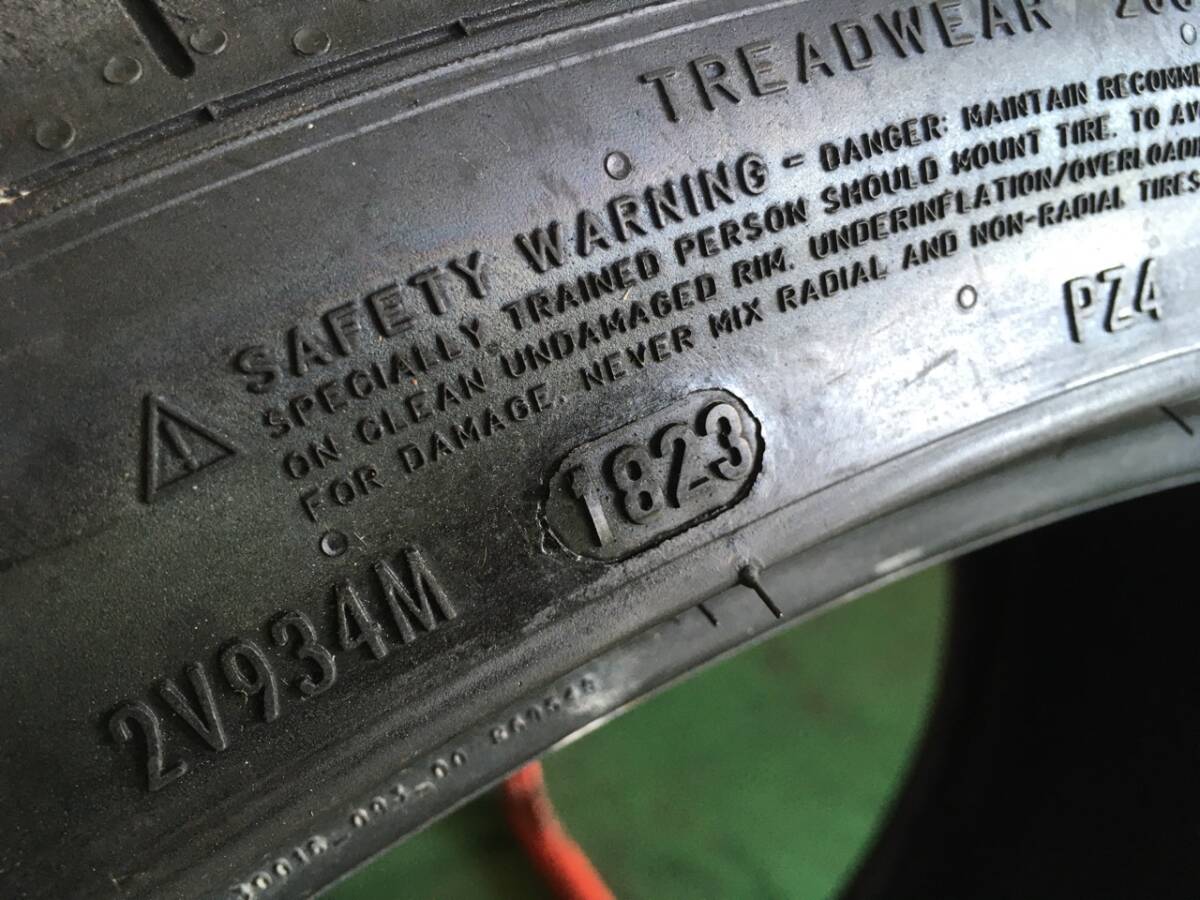 TREADWEAR
SAFETY WARNING - DANGER: MAINTAIN
SPECIALLY TRAINED PERSON SHOULD MOUNT TIRE. TO
ON CLEAN UNDAMAGED RIM. UNDERINFLATION/OVERLOADING
FOR DAMAGE. NEVER MIX RADIAL AND NON-RADIAL TIRES
PZ4
1823
2V934M